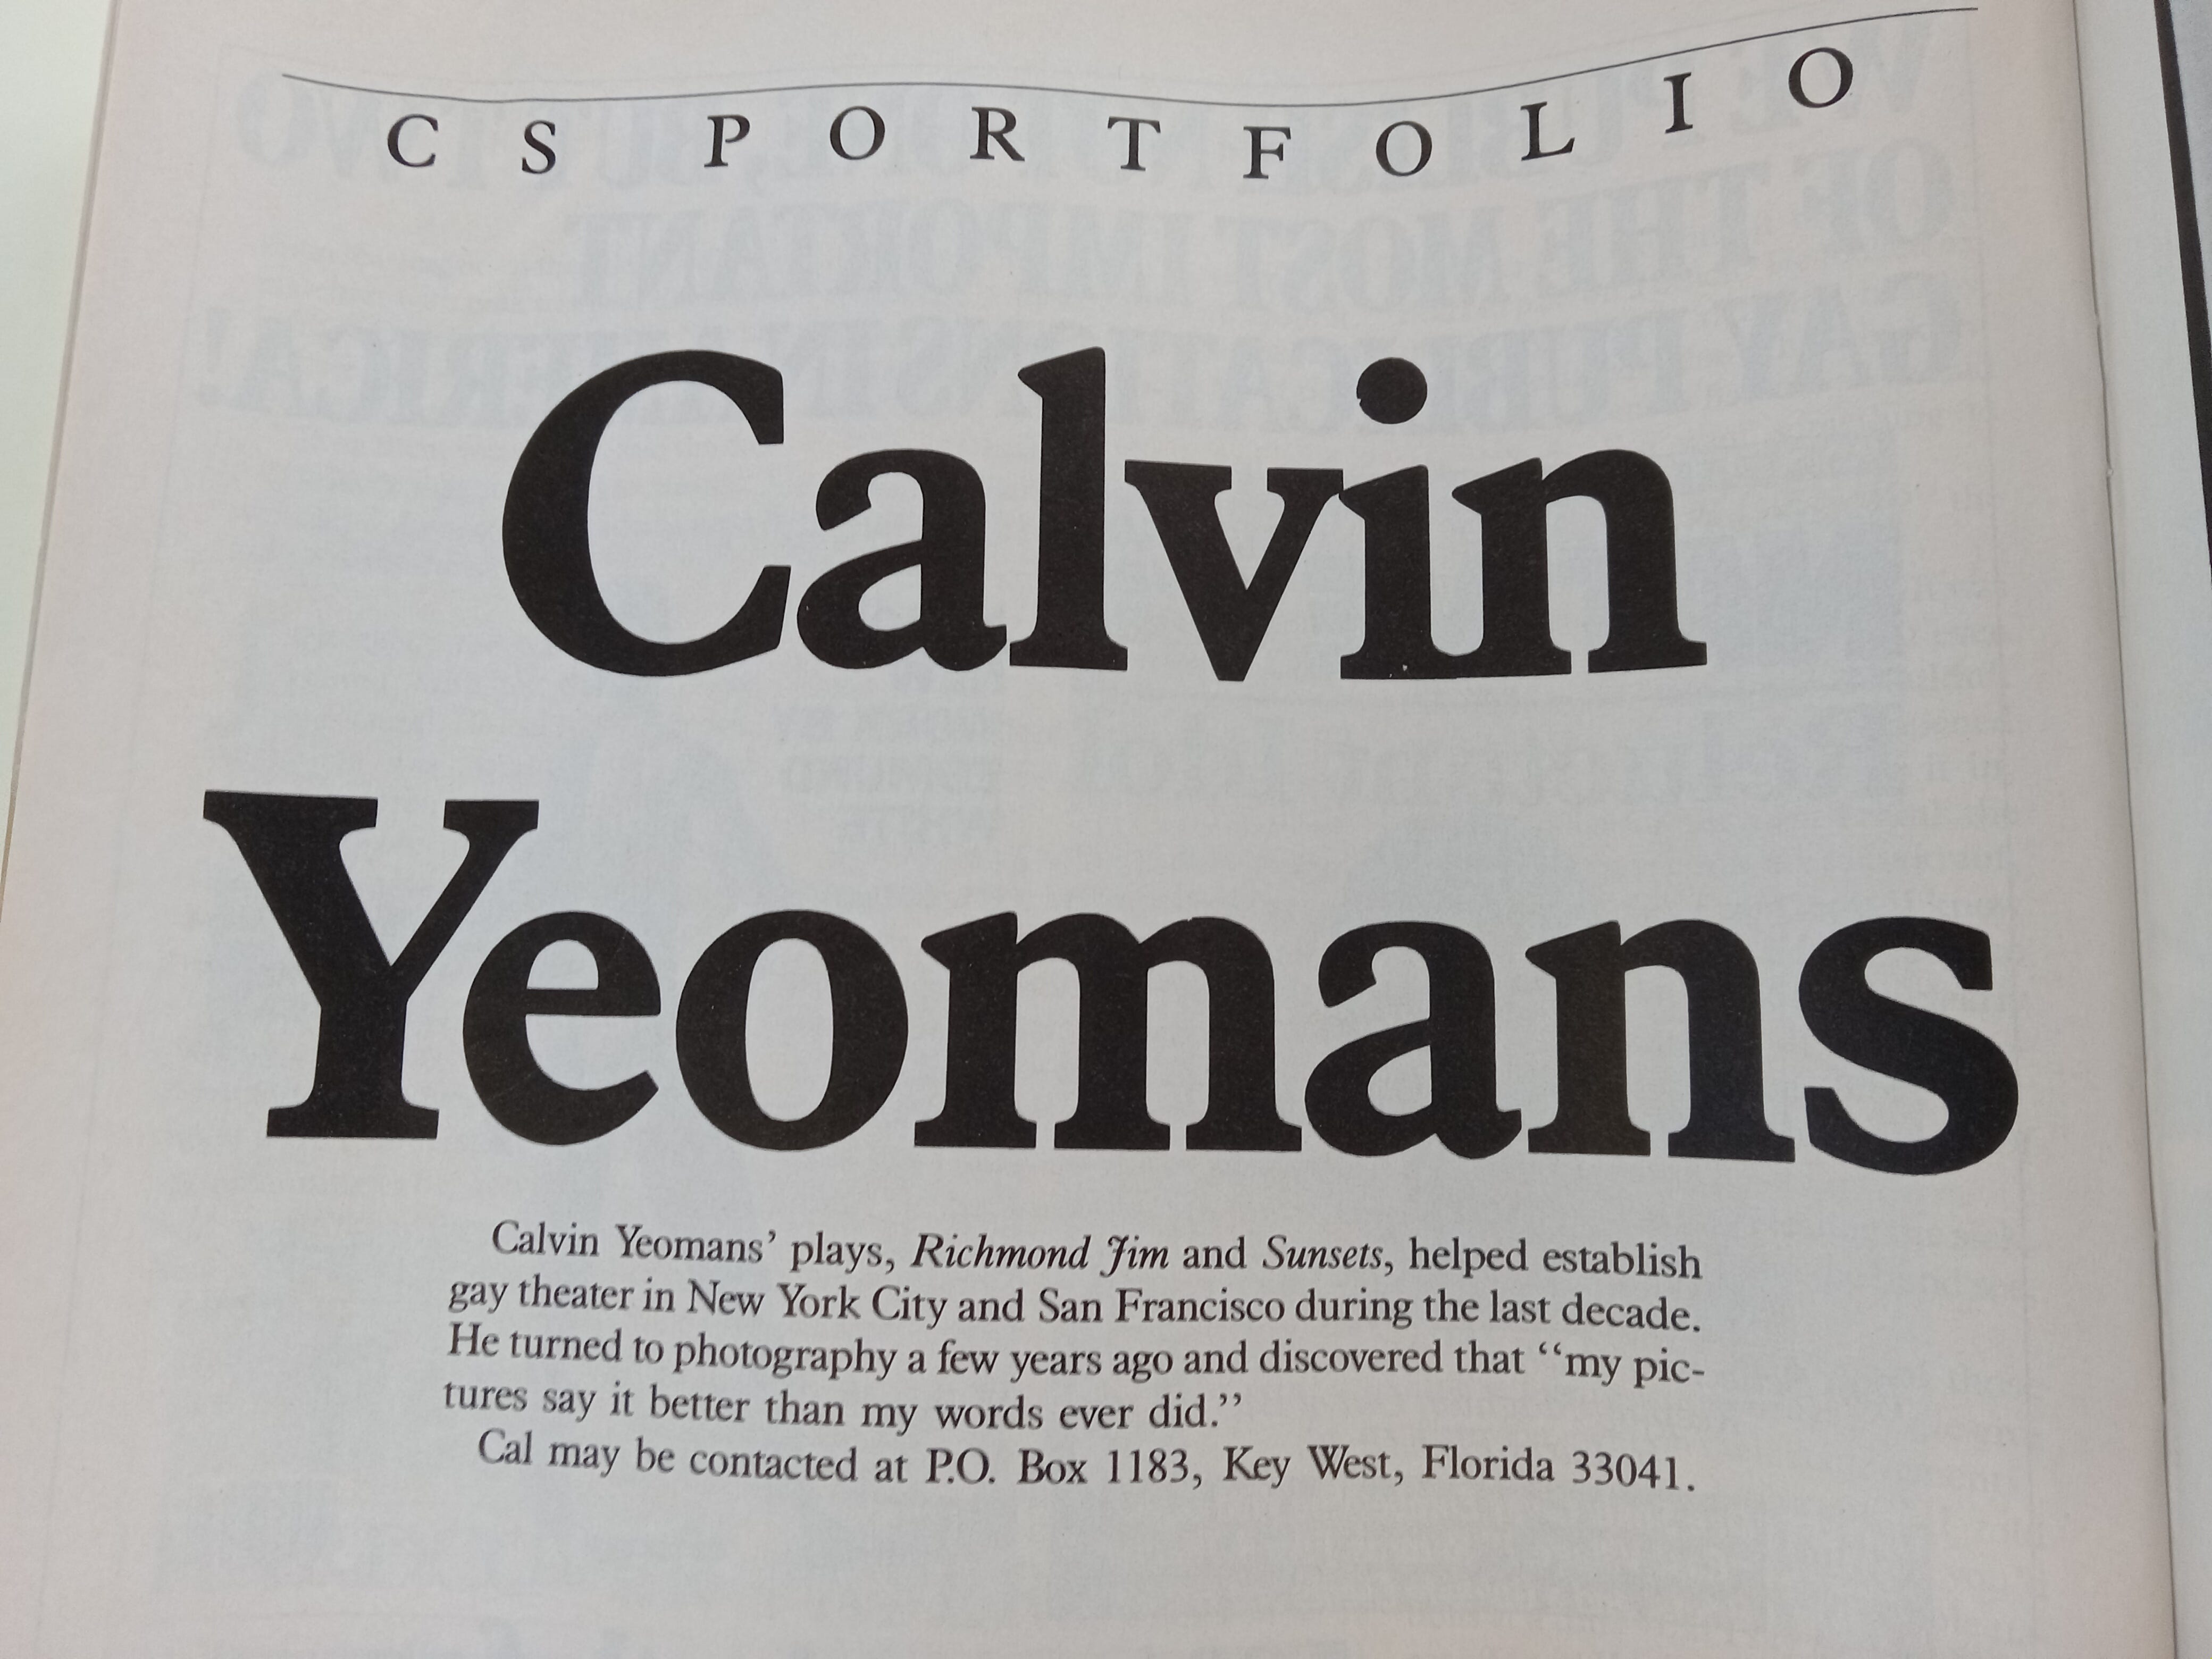 CS PORTFOLIO
Calvin
Yeomans
Calvin Yeomans’ plays, Richmond Jim and Sunsets, helped establish
gay theater in New York City and San Francisco during the last decade.
He turned to photography a few years ago and discovered that “my pic-
tures say it better than my words ever did.”
Cal may be contacted at P.O. Box 1183, Key West, Florida 33041.